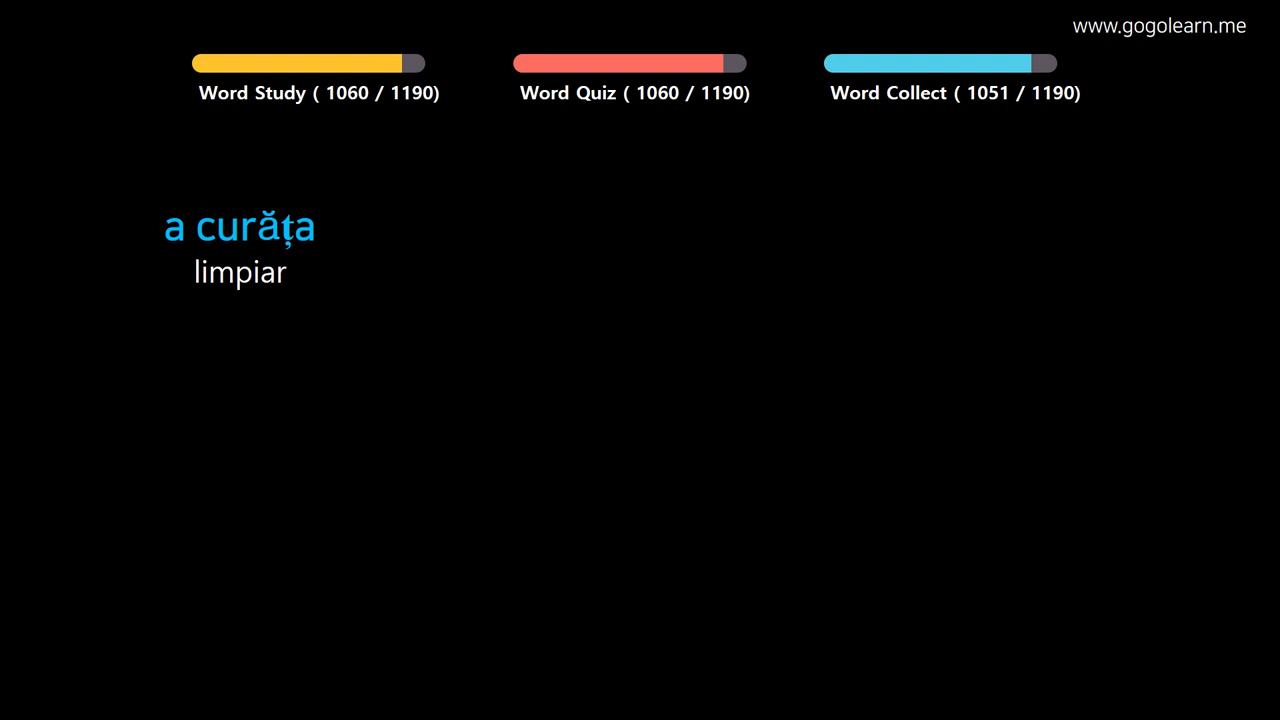 www.gogolearn.me
Word Study ( 1060 / 1190)
Word Quiz ( 1060 / 1190)
Word Collect ( 1051 / 1190)
a curăța
limpiar